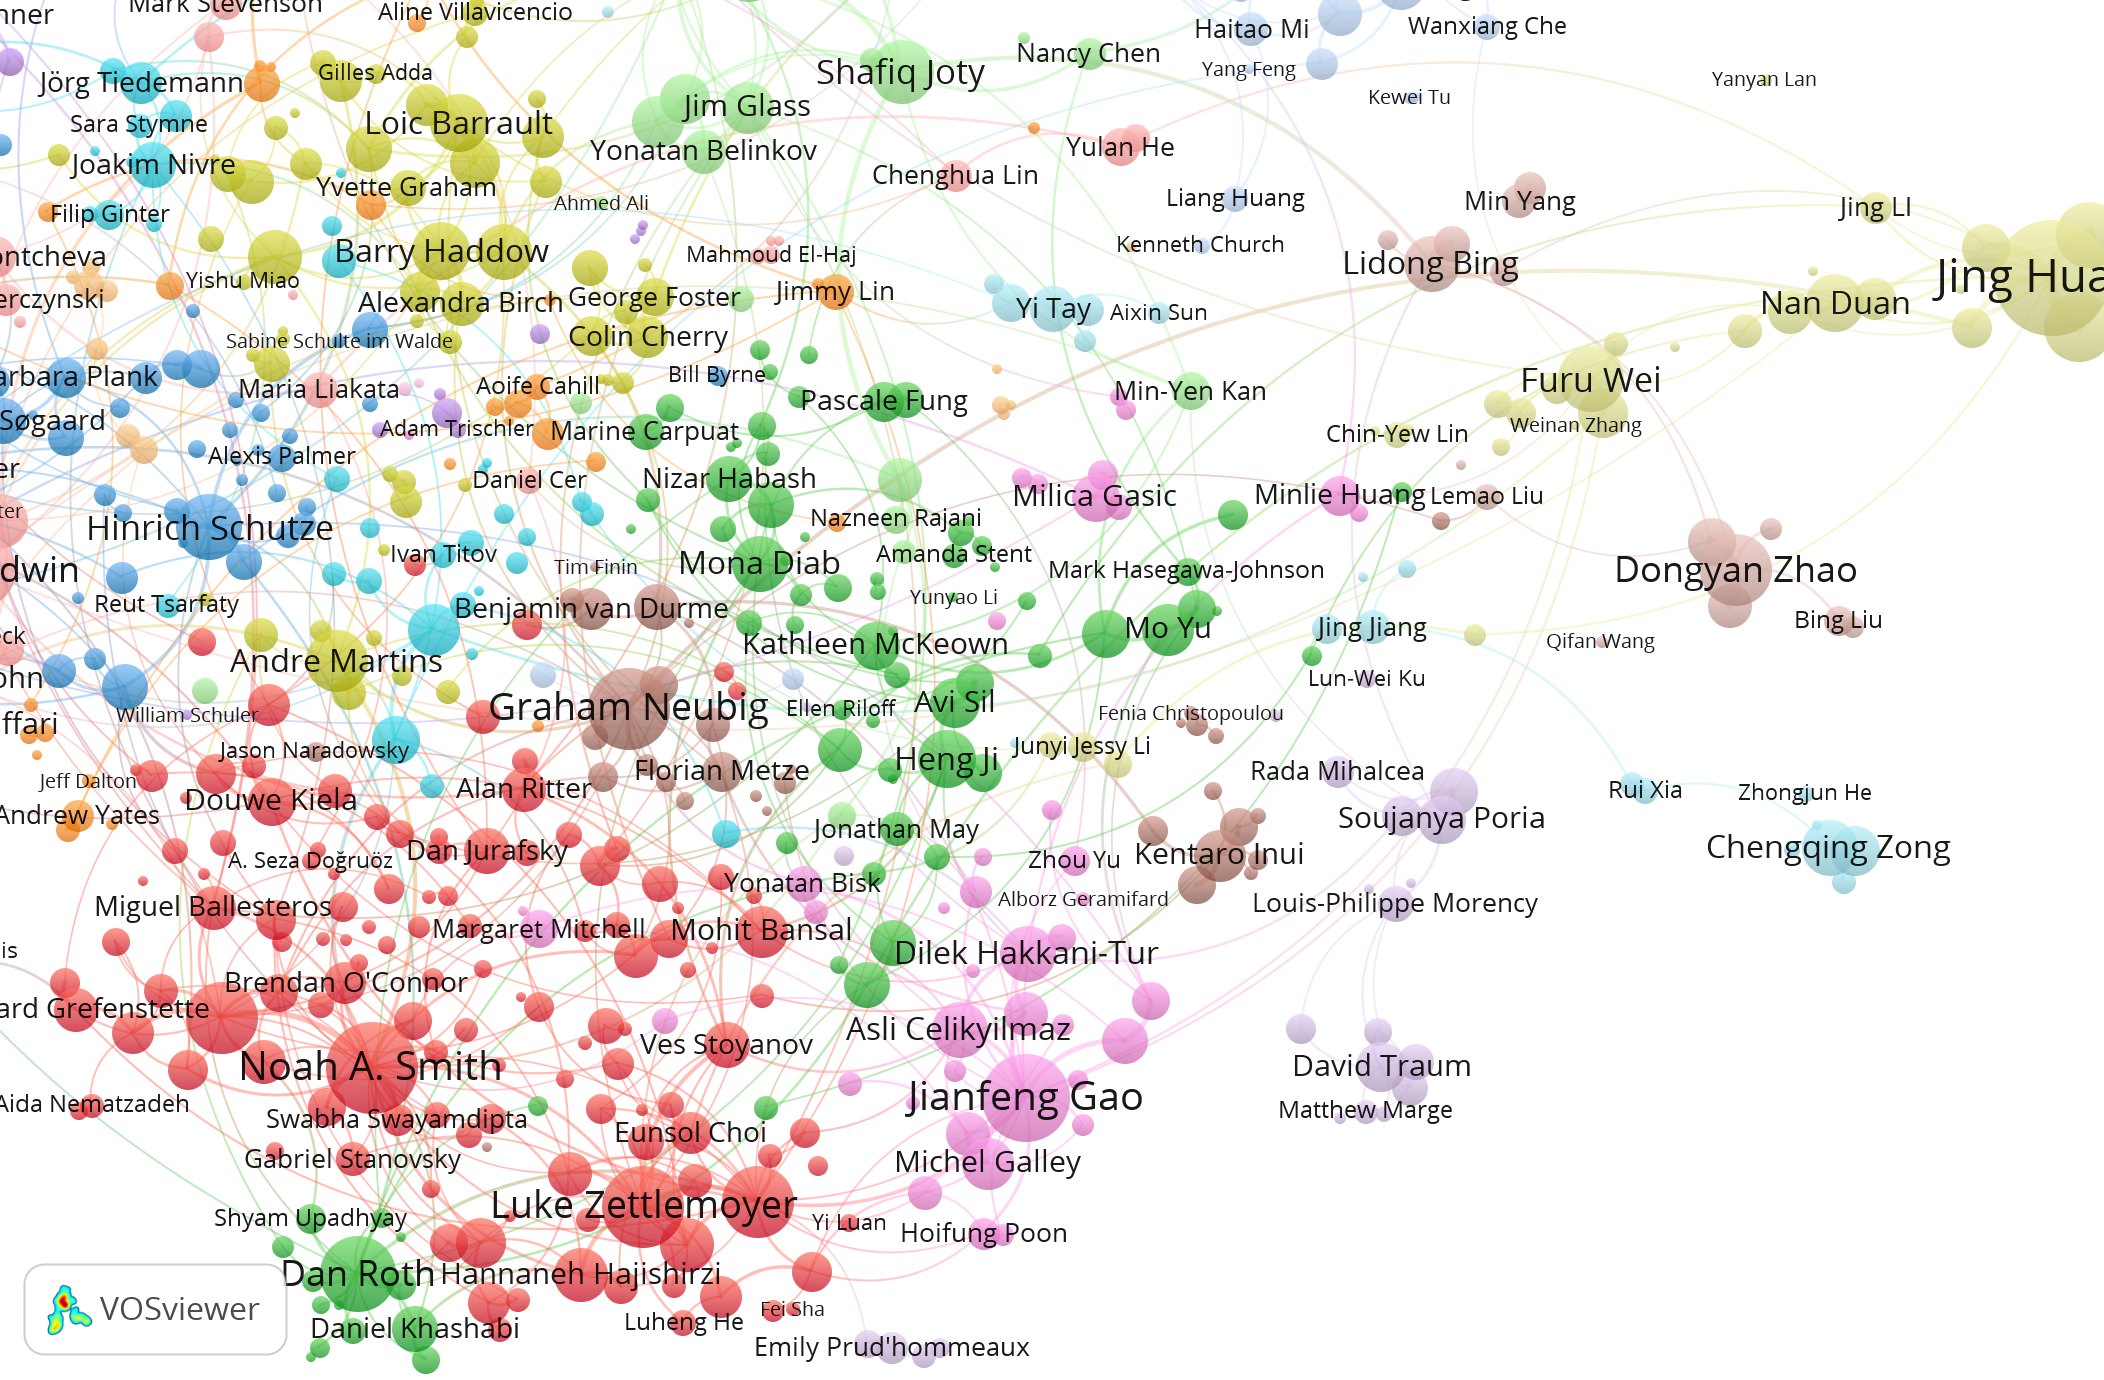 Mark Stevenson
Aline Villavicencio
Haitao Mi
Wanxiang Che
Nancy Chen
Gilles Adda
Shafiq Joty
Yang Feng
Yanyan Lan
Jörg Tiedemann
Kewei Tu
Jim Glass
Sara Stymne
Loic Barrault
Yonatan Belinkov
Yulan He
Joakim Nivre
Chenghua Lin
Yvette Graham
Ahmed Ali
Liang Huang
Min Yang
Jing LI
Filip Ginter
Kenneth Church
Barry Haddow
Mahmoud El-Haj
Lidong Bing
Yishu Miao
Jing Hua
Alexandra Birch
George Foster
Jimmy Lin
Yi Tay
Aixin Sun
Nan Duan
Sabine Schulte im Walde
Colin Cherry
arbara Plank
Maria Liakata
Aoife Cahill
Bill Byrne
Pascale Fung
Min-Yen Kan
Furu Wei
Søgaard
Adam Trischler
Marine Carpuat
Chin-Yew Lin
Weinan Zhang
Alexis Palmer
Daniel Cer
Nizar Habash
Milica Gasic
Minlie Huang
Lemao Liu
Hinrich Schutze
Nazneen Rajani
Ivan Titov
Tim Finin
Mona Diab
Amanda Stent
Mark Hasegawa-Johnson
Dongyan Zhao
dwin
Reut Tsarfaty
Benjamin van Durme
Yunyao Li
Kathleen McKeown
Mo Yu
Jing Jiang
Qifan Wang
Bing Liu
Andre Martins
Lun-Wei Ku
ohn
William Schuler
Graham Neubig
Ellen Riloff
Avi Sil
Fenia Christopoulou
ffari
Jason Naradowsky
Heng Ji
Junyi Jessy Li
Jeff Dalton
Douwe Kiela
Alan Ritter
Florian Metze
Rada Mihalcea
Rui Xia
Zhongjun He
Andrew Yates
Jonathan May
Soujanya Poria
A. Seza Doğruöz
Dan Jurafsky
Zhou Yu
Kentaro Inui
Chengqing Zong
Yonatan Bisk
Alborz Geramifard
Louis-Philippe Morency
Miguel Ballesteros
Margaret Mitchell
Mohit Bansal
Dilek Hakkani-Tur
Brendan O'Connor
ard Grefenstette
Ves Stoyanov
Asli Celikyilmaz
Noah A. Smith
David Traum
Aida Nematzadeh
Jianfeng Gao
Matthew Marge
Swabha Swayamdipta
Eunsol Choi
Gabriel Stanovsky
Michel Galley
Shyam Upadhyay
Luke Zettlemoyer
Yi Luan
Hoifung Poon
Dan Roth
Hannaneh Hajishirzi
VOSviewer
Daniel Khashabi
Luheng He
Fei Sha
Emily Prud'hommeaux
ner
ontcheva
erczynski
er
ter
eck
is